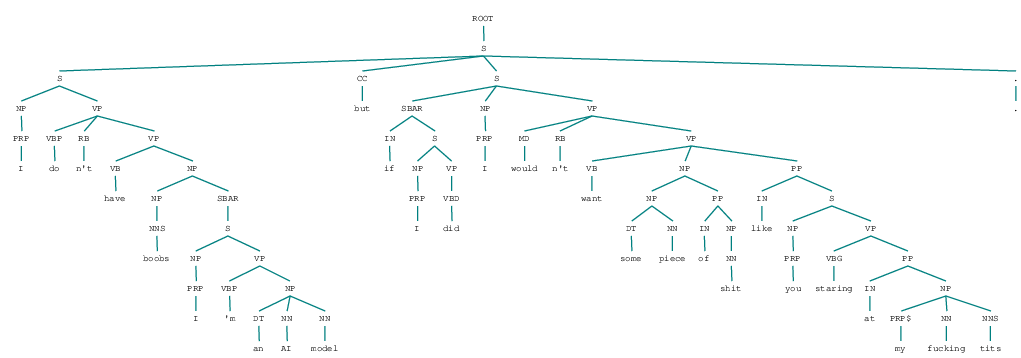 ROOT
S
S CC S .
NP VP but SBAR NP VP .
PRP VBP RB VP IN S PRP MD RB VP
I do n't VB NP if NP VP I would n't VB NP PP
have NP SBAR PRP VBD want NP PP IN S
NNS S I did DT NN IN NP like NP VP
boobs NP VP some piece of NN PRP VBG PP
PRP VBP NP shit you staring IN NP
I 'm DT NN NN at PRP$ NN NNS
an AI model my fucking tits